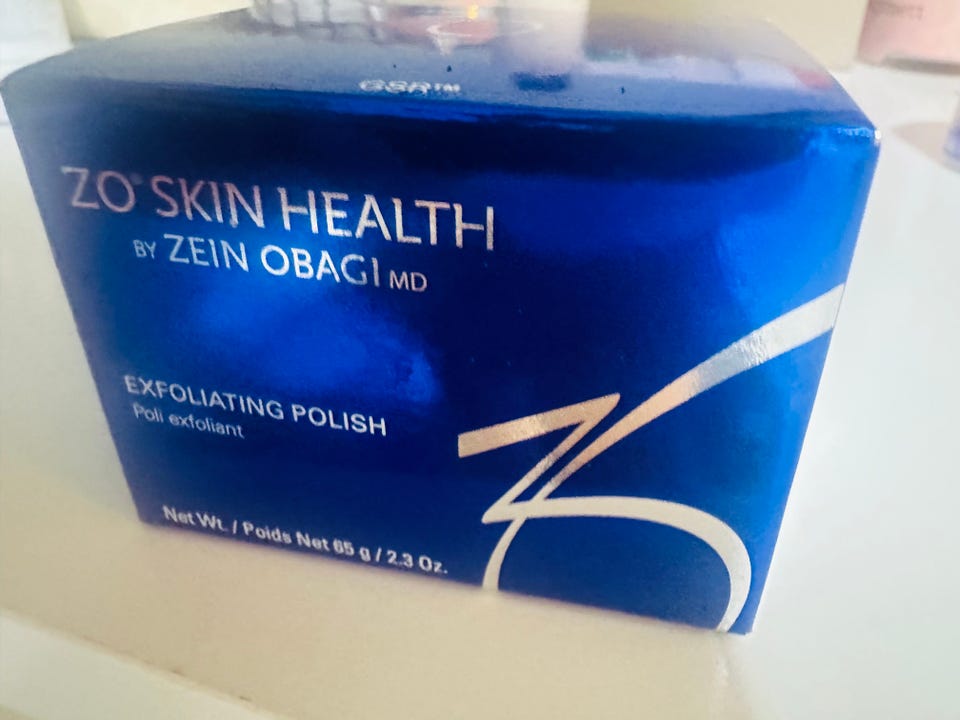 GSR™
ZO® SKIN HEALTH
BY ZEIN OBAGI MD
EXFOLIATING POLISH
Poli exfoliant
Net Wt. / Poids Net 65 g / 2.3 Oz.